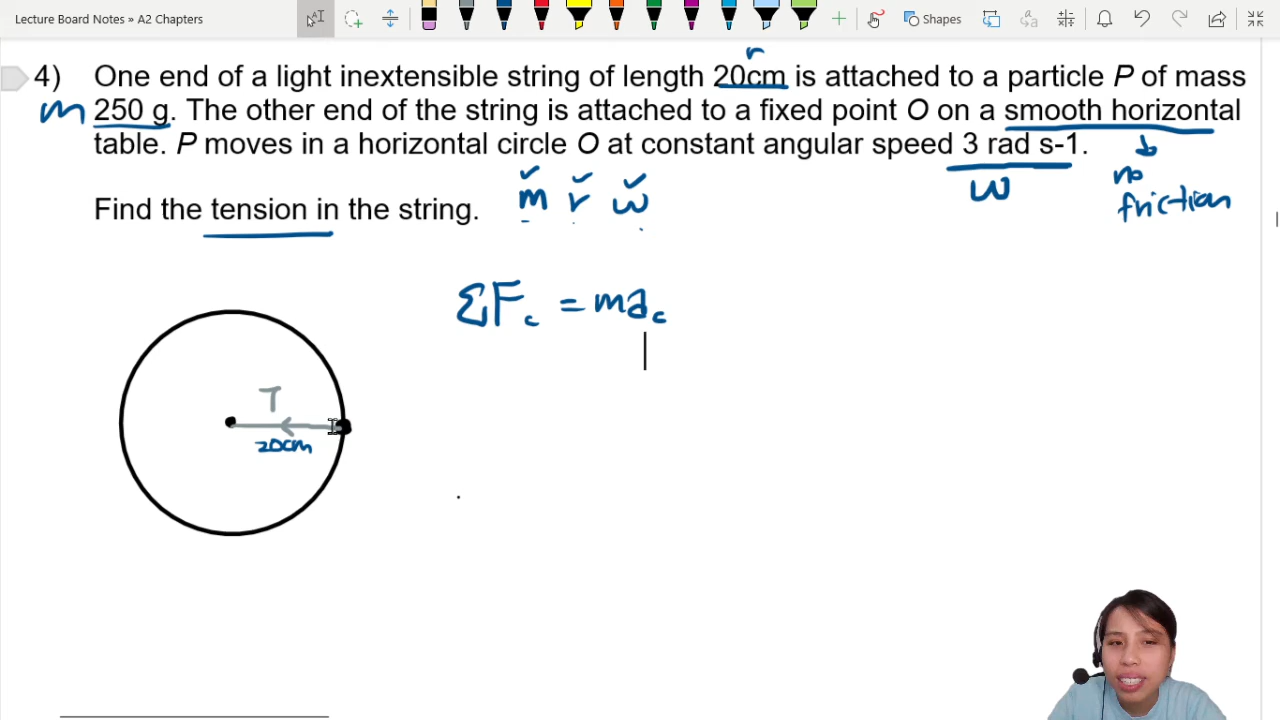 Lecture Board Notes » A2 Chapters
Shapes
r
4) One end of a light inextensible string of length 20cm is attached to a particle P of mass
m 250 g. The other end of the string is attached to a fixed point O on a smooth horizontal
table. P moves in a horizontal circle O at constant angular speed 3 rad s-1.
m r ω
ω
no friction
Find the tension in the string.
ΣFc = mac
T
20cm